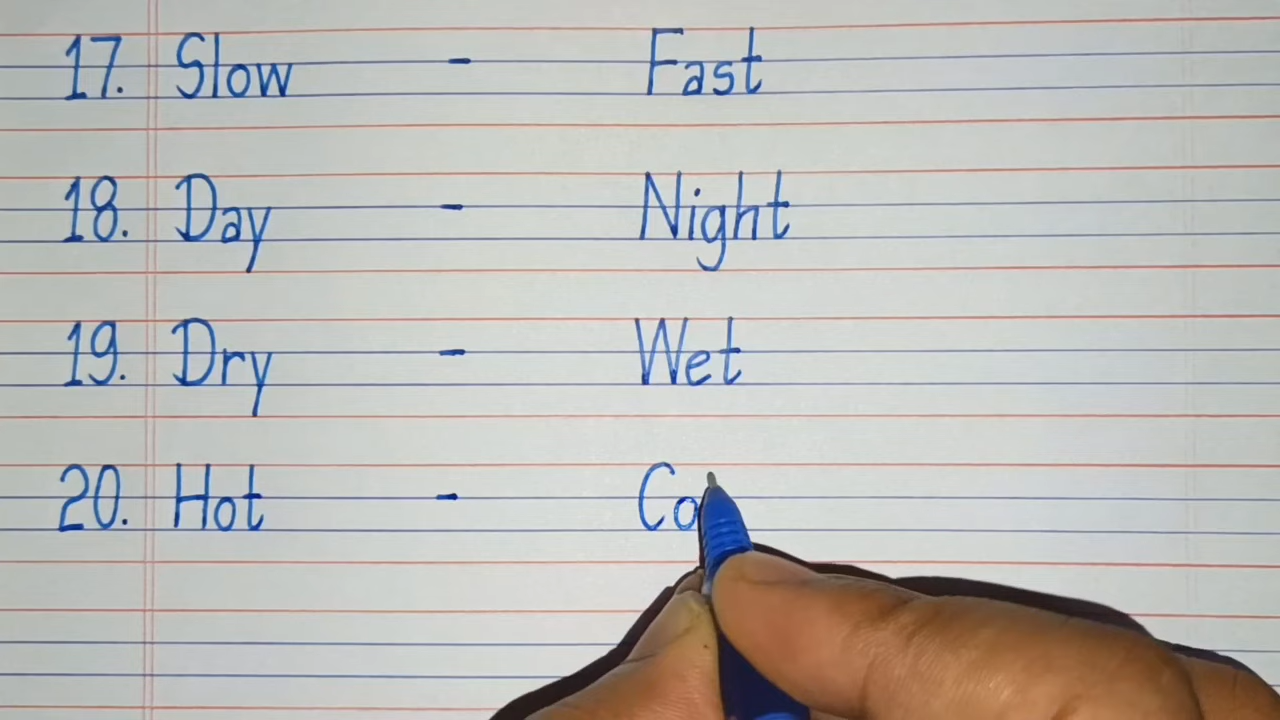 17. Slow - Fast
18. Day - Night
19. Dry - Wet
20. Hot - Co